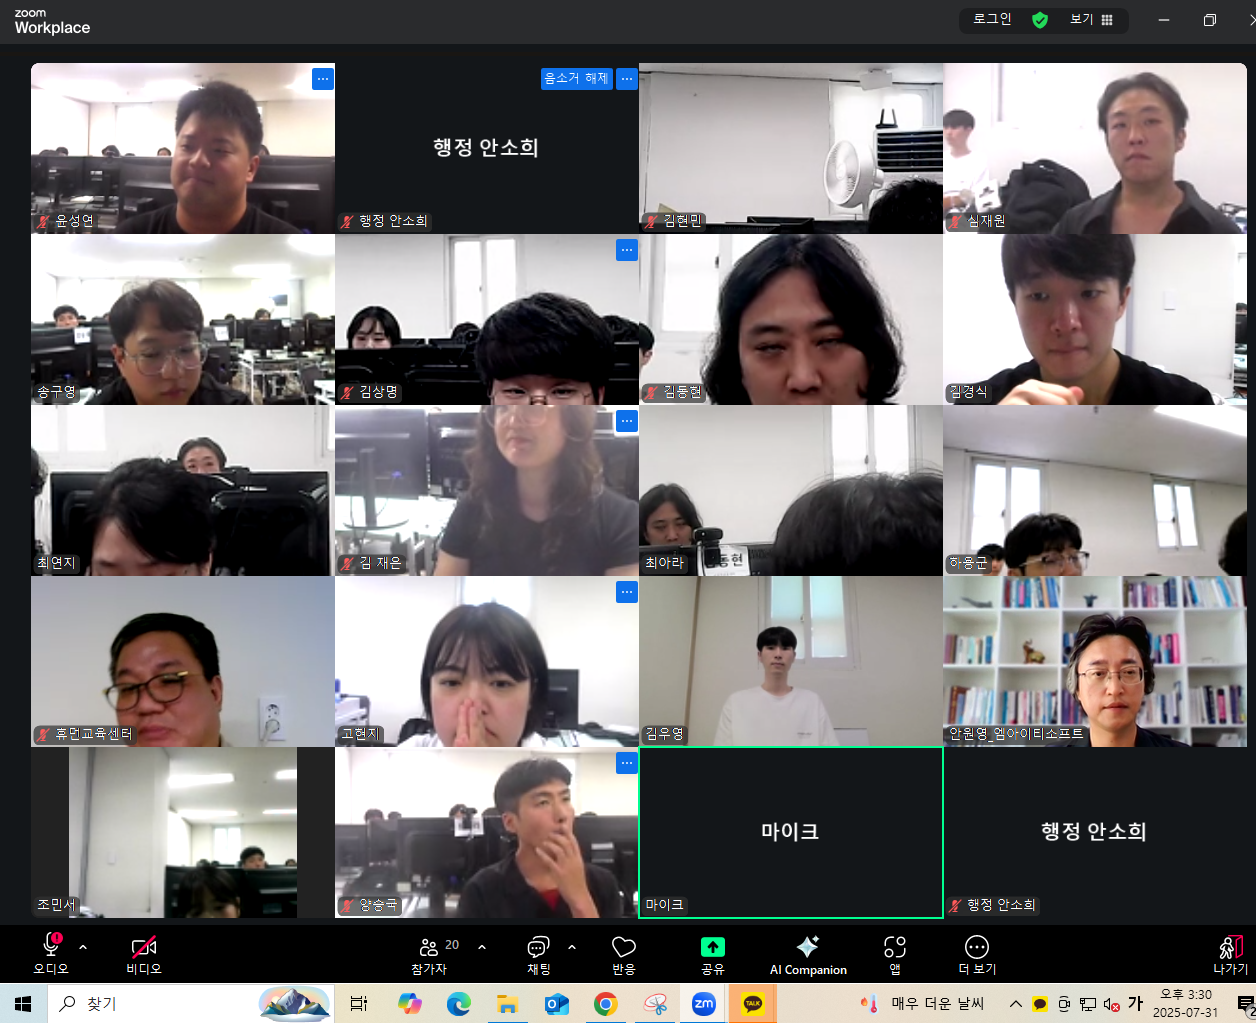 zoom
Workplace
로그인
보기
음소거 해제
행정 안소희
윤성연
행정 안소희
김현민
심재원
송구영
김상명
김동현
김경식
최연지
김 재은
최아라
동현
하용군
휴먼교육센터
고현지
김우영
안원영_엠아이티소프트
마이크
행정 안소희
조민서
양승국
마이크
행정 안소희
오디오
비디오
20
참가자
채팅
반응
공유
AI Companion
앱
더 보기
나가기
찾기
zm
TALK
매우 더운 날씨
가
오후 3:30
2025-07-31